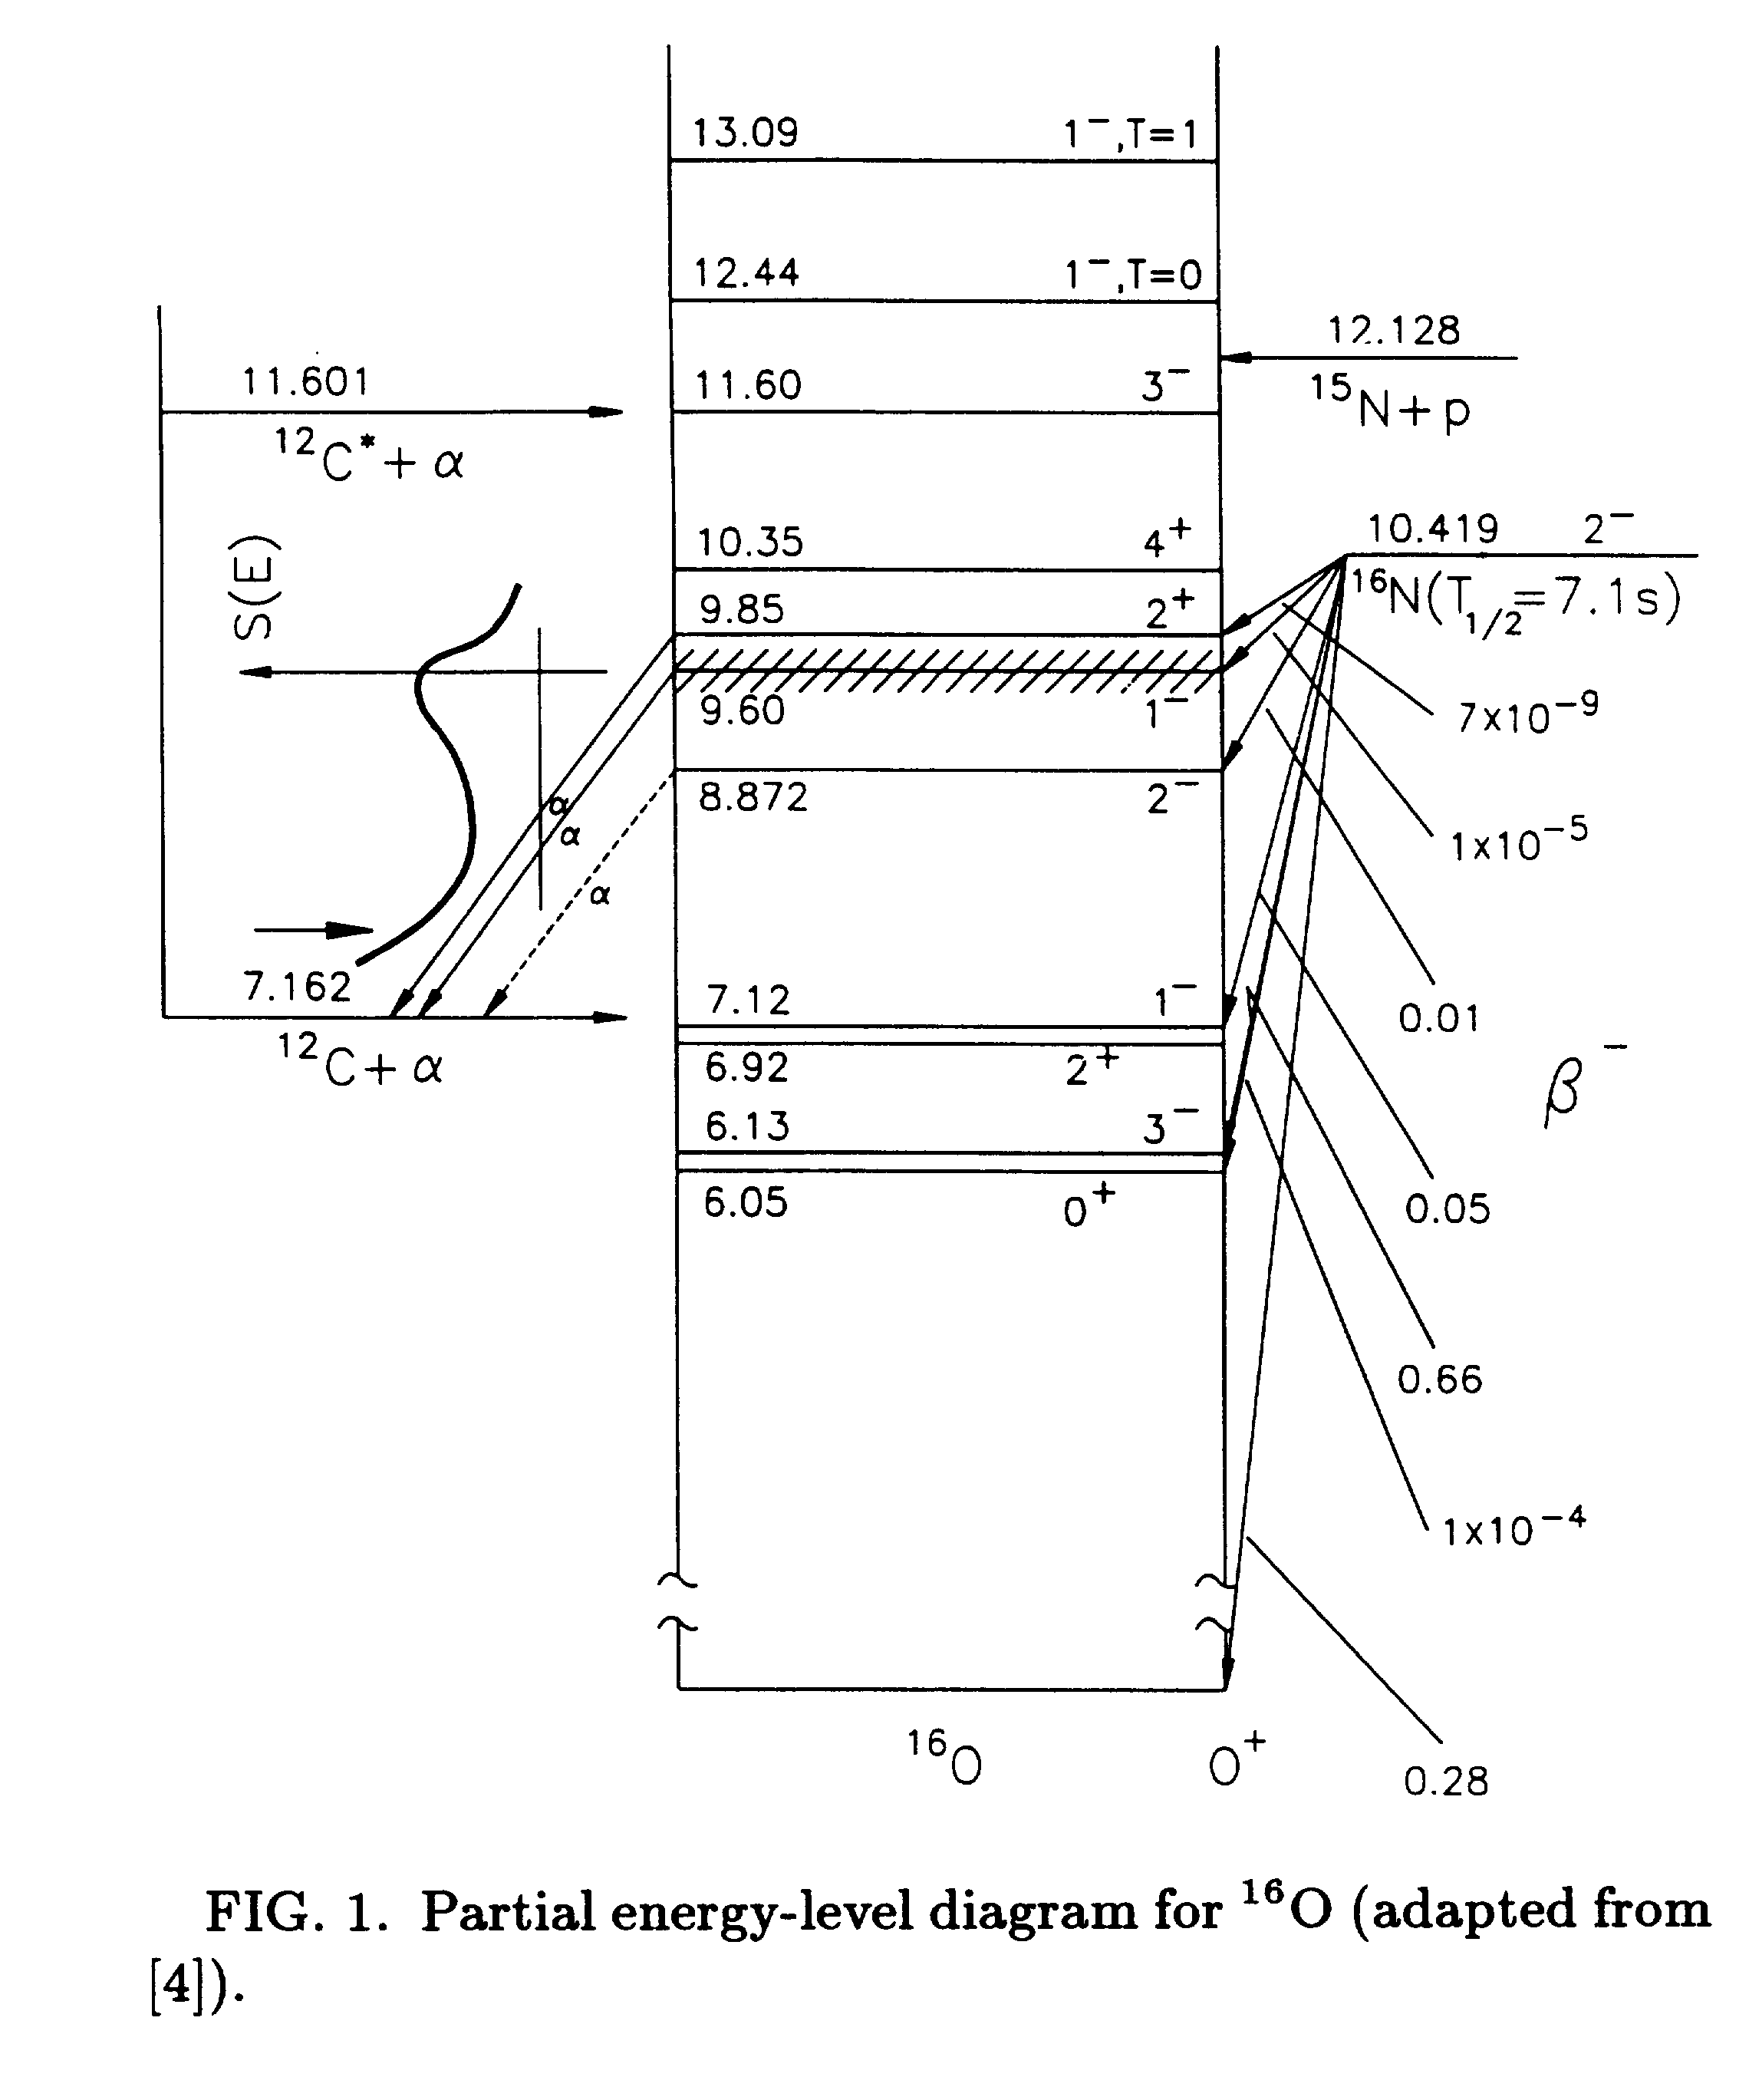 13.09 1⁻,T=1
12.44 1⁻,T=0
12.128
11.601
11.60 3⁻
¹⁵N+p
¹²C*+α
10.419 2⁻
10.35 4⁺
S(E)
¹⁶N(T₁/₂=7.1s)
9.85 2⁺
9.60 1⁻
7x10⁻⁹
8.872 2⁻
α
α
1x10⁻⁵
α
7.162
7.12 1⁻
0.01
¹²C+α
6.92 2⁺
β⁻
6.13 3⁻
6.05 0⁺
0.05
0.66
1x10⁻⁴
¹⁶O O⁺
0.28
FIG. 1. Partial energy-level diagram for ¹⁶O (adapted from
[4]).